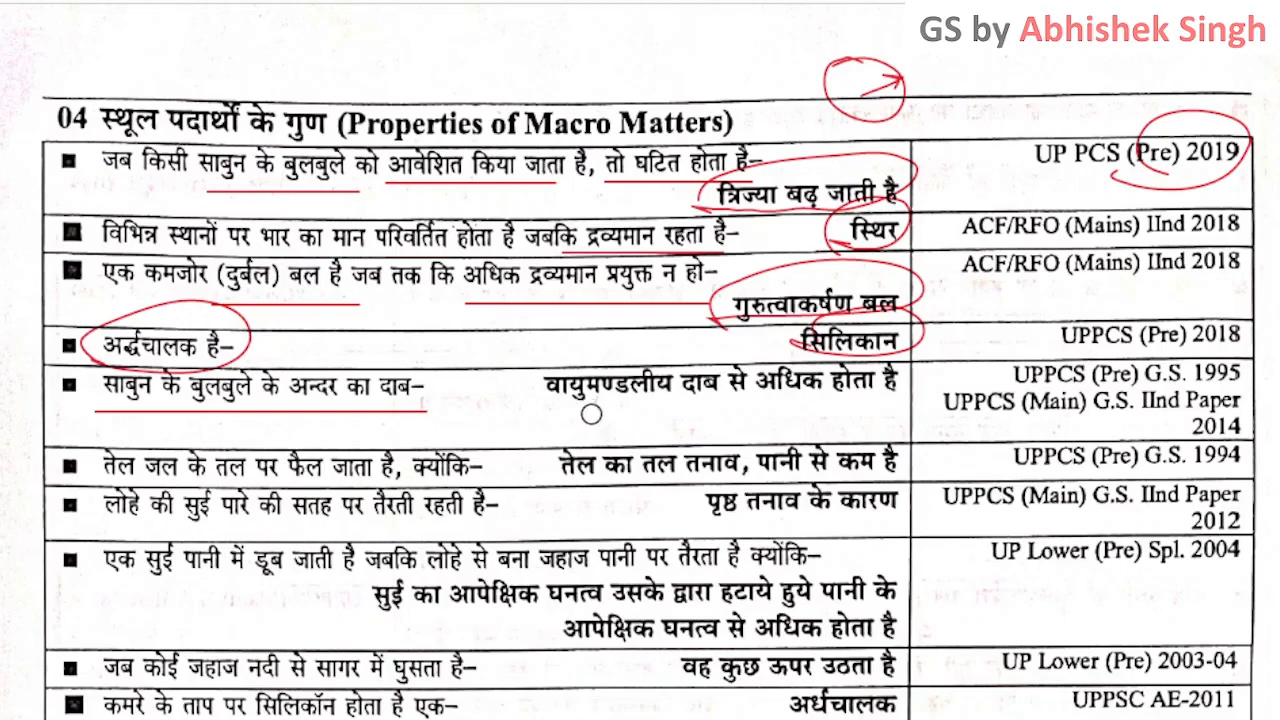 GS by Abhishek Singh
04 स्थूल पदार्थों के गुण (Properties of Macro Matters)
■ जब किसी साबुन के बुलबुले को आवेशित किया जाता है, तो घटित होता है–
त्रिज्या बढ़ जाती है
UP PCS (Pre) 2019
■ विभिन्न स्थानों पर भार का मान परिवर्तित होता है जबकि द्रव्यमान रहता है– स्थिर
ACF/RFO (Mains) IInd 2018
■ एक कमजोर (दुर्बल) बल है जब तक कि अधिक द्रव्यमान प्रयुक्त न हो–
गुरुत्वाकर्षण बल
ACF/RFO (Mains) IInd 2018
■ अर्द्धचालक है– सिलिकान
UPPCS (Pre) 2018
■ साबुन के बुलबुले के अन्दर का दाब– वायुमण्डलीय दाब से अधिक होता है
UPPCS (Pre) G.S. 1995
UPPCS (Main) G.S. IInd Paper
2014
■ तेल जल के तल पर फैल जाता है, क्योंकि– तेल का तल तनाव, पानी से कम है
UPPCS (Pre) G.S. 1994
■ लोहे की सुई पारे की सतह पर तैरती रहती है– पृष्ठ तनाव के कारण
UPPCS (Main) G.S. IInd Paper
2012
■ एक सुई पानी में डूब जाती है जबकि लोहे से बना जहाज पानी पर तैरता है क्योंकि–
सुई का आपेक्षिक घनत्व उसके द्वारा हटाये हुये पानी के
आपेक्षिक घनत्व से अधिक होता है
UP Lower (Pre) Spl. 2004
■ जब कोई जहाज नदी से सागर में घुसता है– वह कुछ ऊपर उठता है
UP Lower (Pre) 2003-04
■ कमरे के ताप पर सिलिकॉन होता है एक– अर्धचालक
UPPSC AE-2011